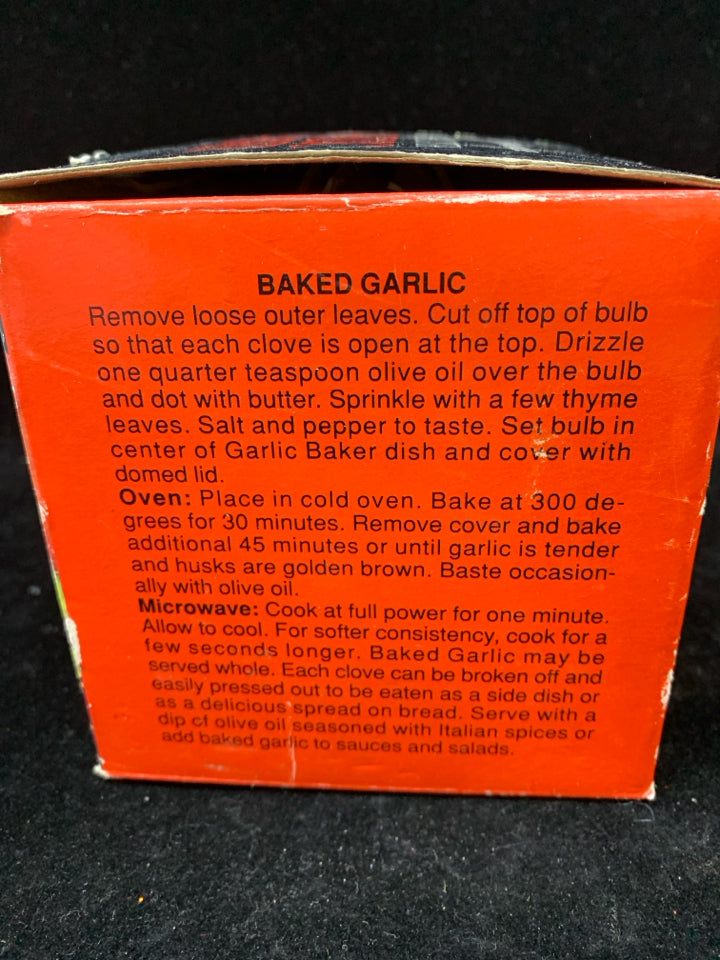 BAKED GARLIC
Remove loose outer leaves. Cut off top of bulb
so that each clove is open at the top. Drizzle
one quarter teaspoon olive oil over the bulb
and dot with butter. Sprinkle with a few thyme
leaves. Salt and pepper to taste. Set bulb in
center of Garlic Baker dish and cover with
domed lid.
Oven: Place in cold oven. Bake at 300 de-
grees for 30 minutes. Remove cover and bake
additional 45 minutes or until garlic is tender
and husks are golden brown. Baste occasion-
ally with olive oil.
Microwave: Cook at full power for one minute.
Allow to cool. For softer consistency, cook for a
few seconds longer. Baked Garlic may be
served whole. Each clove can be broken off and
easily pressed out to be eaten as a side dish or
as a delicious spread on bread. Serve with a
dip of olive oil seasoned with Italian spices or
add baked garlic to sauces and salads.